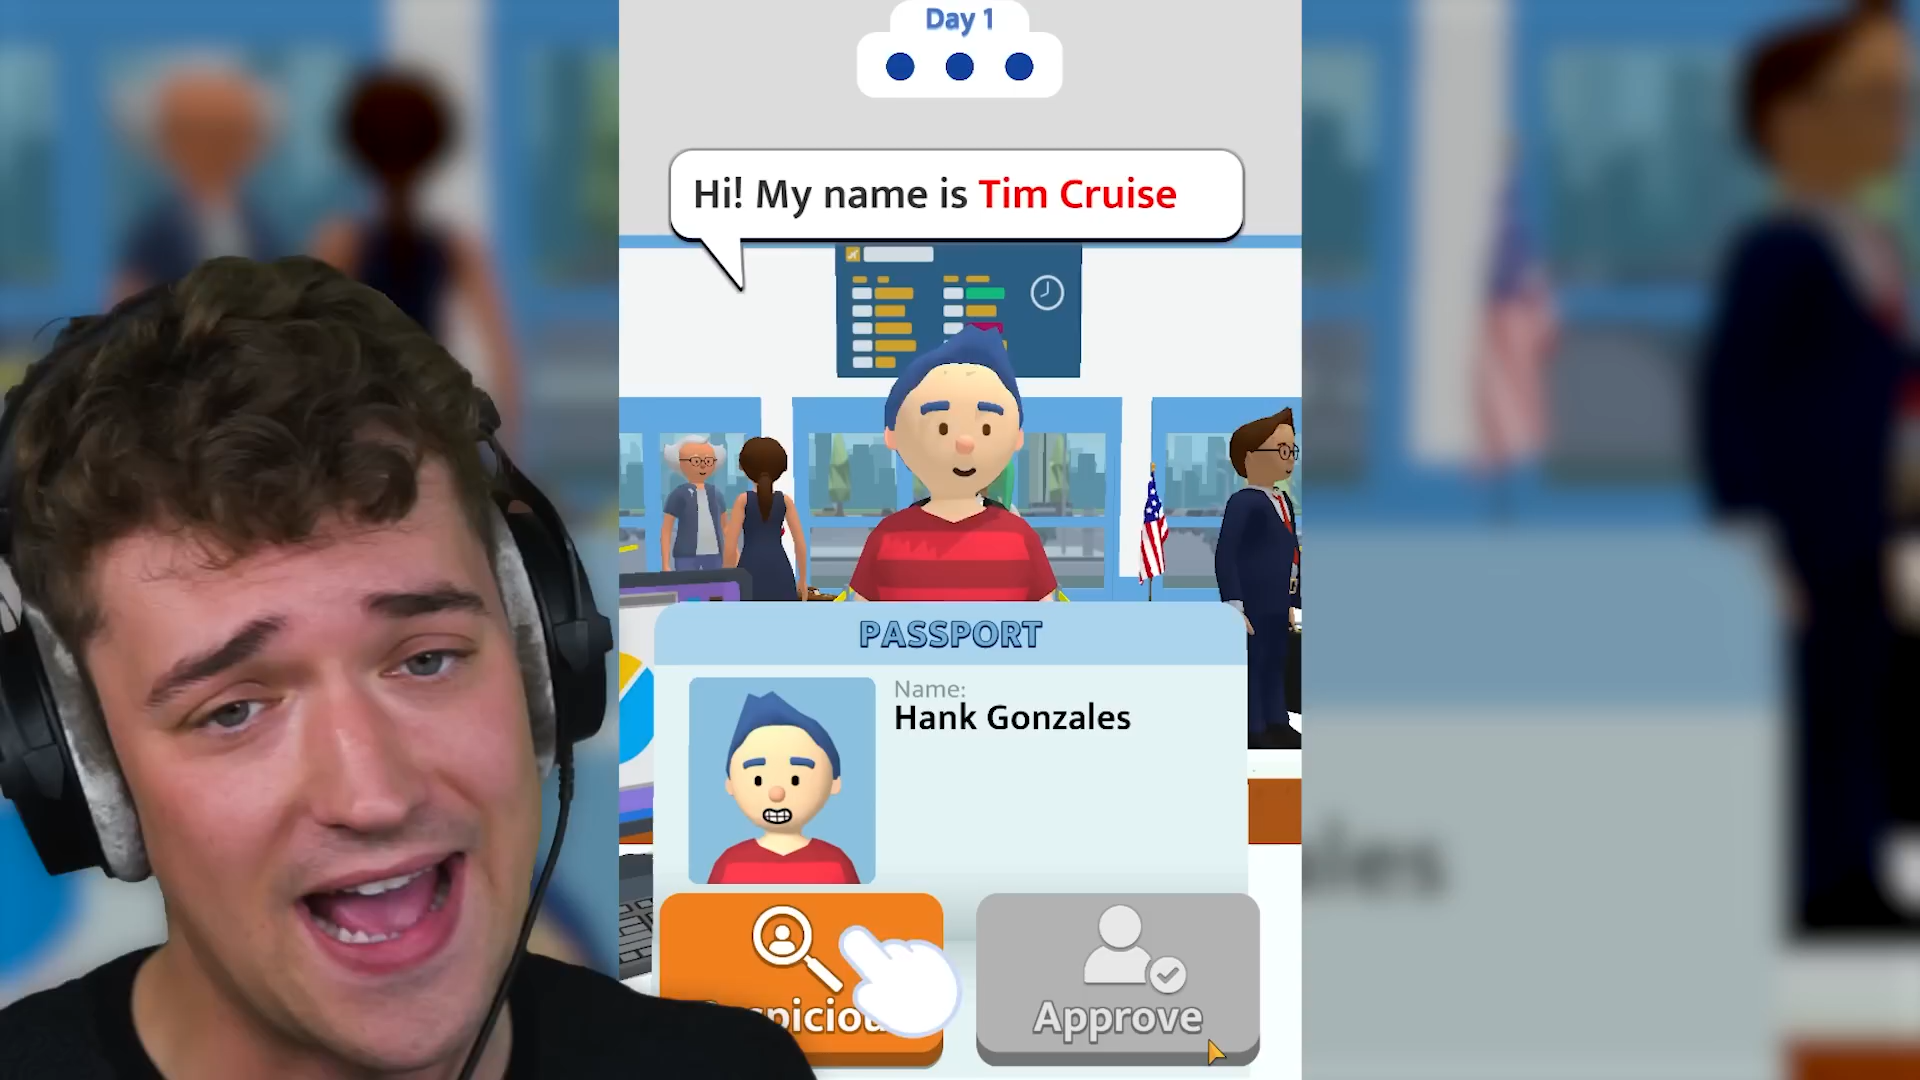 Day 1
Hi! My name is Tim Cruise
PASSPORT
Name:
Hank Gonzales
Approve